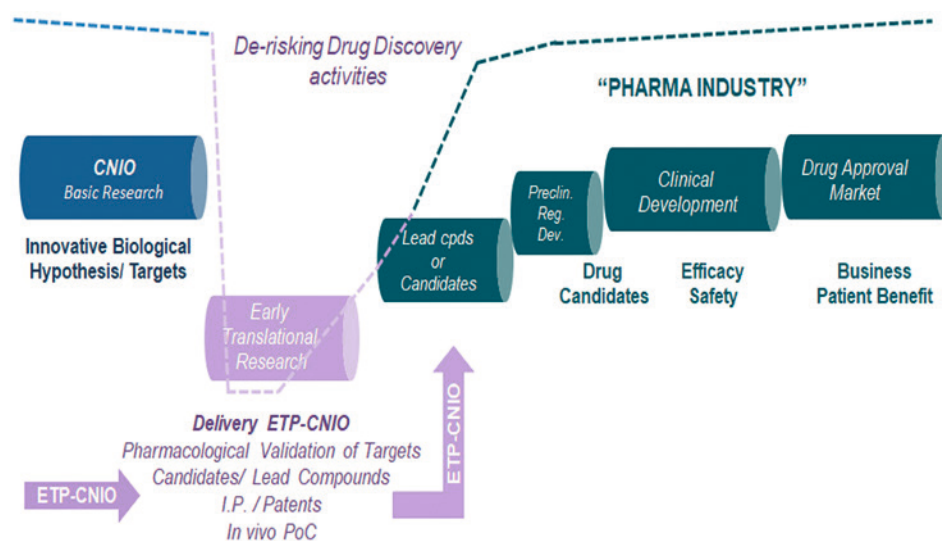 De-risking Drug Discovery
activities
“PHARMA INDUSTRY”
CNIO
Basic Research
Innovative Biological
Hypothesis/ Targets
Early
Translational
Research
Lead cpds
or
Candidates
Preclin.
Reg.
Dev.
Drug
Candidates
Clinical
Development
Efficacy
Safety
Drug Approval
Market
Business
Patient Benefit
ETP-CNIO
Delivery ETP-CNIO
Pharmacological Validation of Targets
Candidates/ Lead Compounds
I.P. / Patents
In vivo PoC
ETP-CNIO